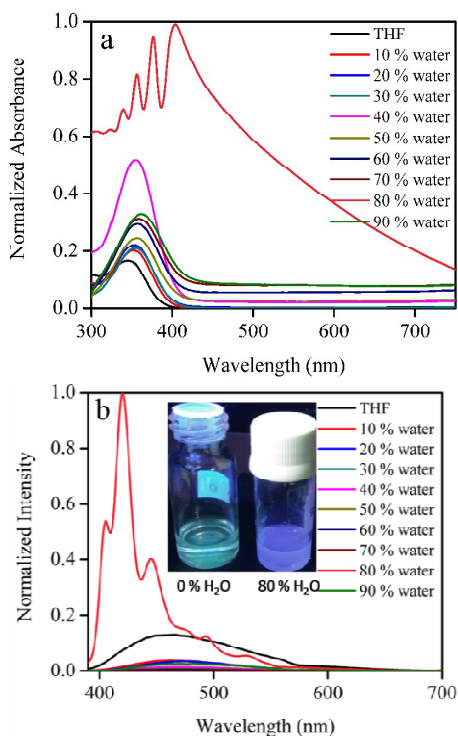 a
Normalized Absorbance
1.0
0.8
0.6
0.4
0.2
0.0
300
400
500
600
700
Wavelength (nm)
THF
10 % water
20 % water
30 % water
40 % water
50 % water
60 % water
70 % water
80 % water
90 % water
b
Normalized Intensity
1.0
0.8
0.6
0.4
0.2
0.0
400
500
600
700
Wavelength (nm)
0 % H₂O
80 % H₂O
THF
10 % water
20 % water
30 % water
40 % water
50 % water
60 % water
70 % water
80 % water
90 % water